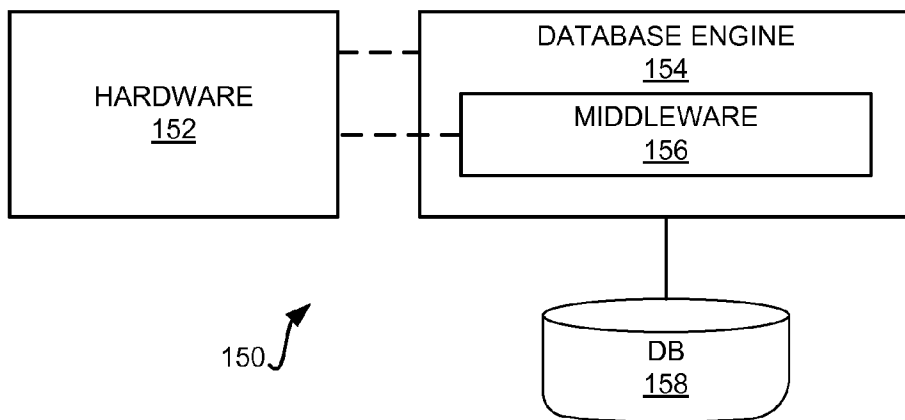 HARDWARE
152
DATABASE ENGINE
154
MIDDLEWARE
156
150
DB
158